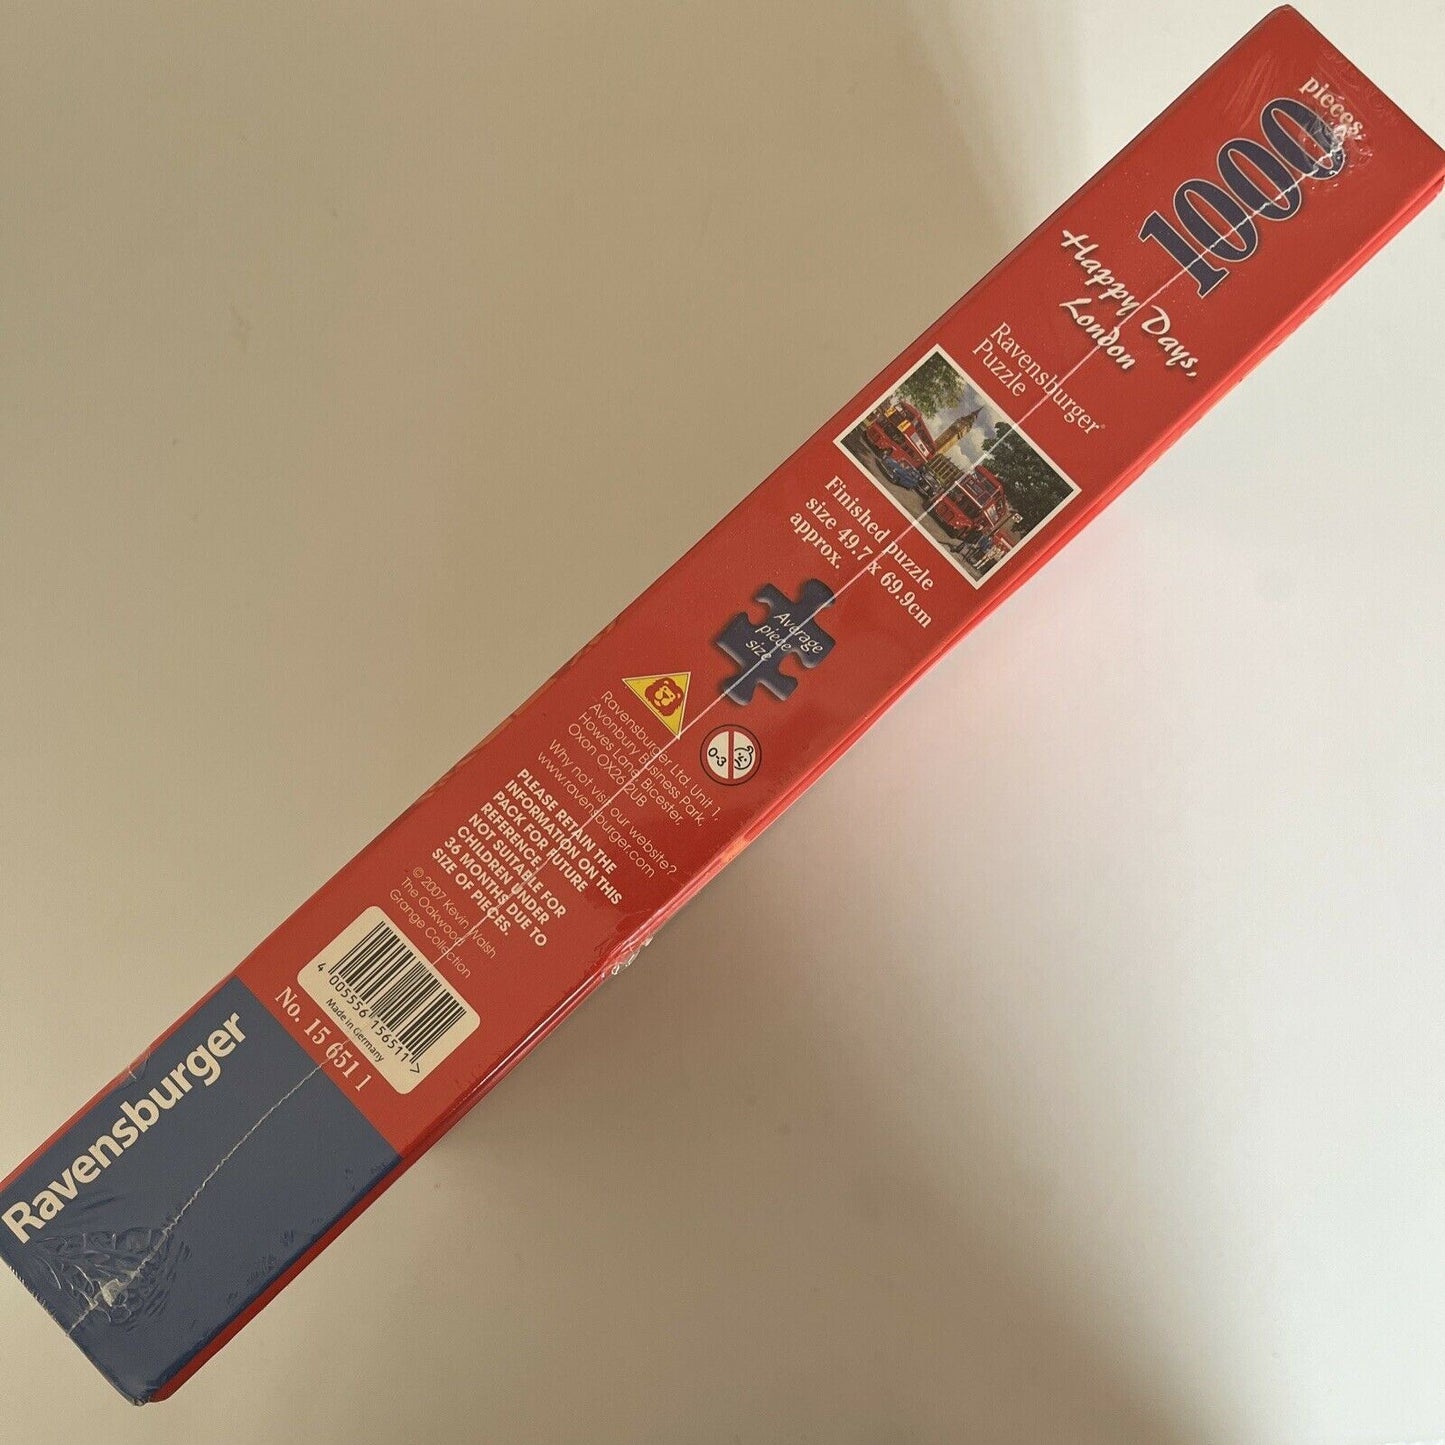 pieces,
1000
Happy Days,
London
Ravensburger®
Puzzle
Finished puzzle
size 49.7 x 69.9cm
approx.
Average
piece
size
0-3
Ravensburger Ltd, Unit 1,
Avonbury Business Park,
Howes Lane, Bicester,
Oxon OX26 2UB
Why not visit our website?
www.ravensburger.com
PLEASE RETAIN THE
INFORMATION ON THIS
PACK FOR FUTURE
REFERENCE!
NOT SUITABLE FOR
CHILDREN UNDER
36 MONTHS DUE TO
SIZE OF PIECES.
© 2007 Kevin Walsh
The Oakwood
Grange Collection
4 005556 156511 >
Made in Germany
No. 15 651 1
Ravensburger